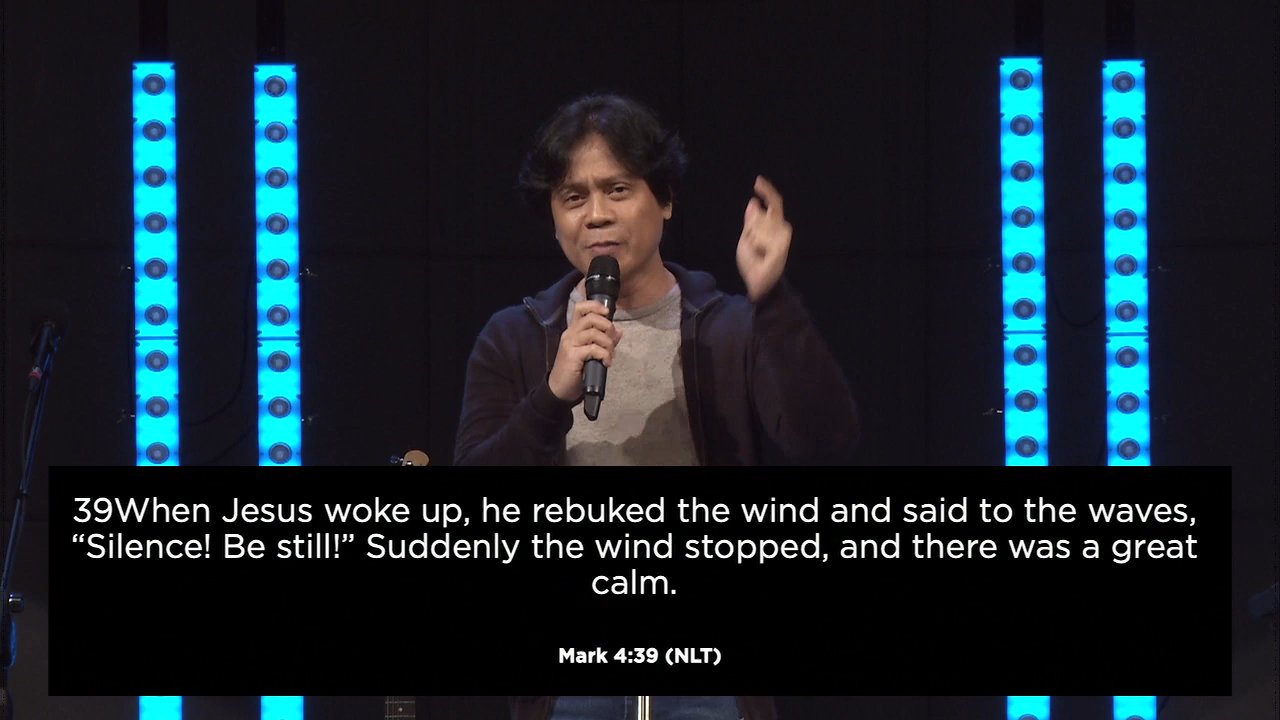 39When Jesus woke up, he rebuked the wind and said to the waves,
“Silence! Be still!” Suddenly the wind stopped, and there was a great
calm.
Mark 4:39 (NLT)